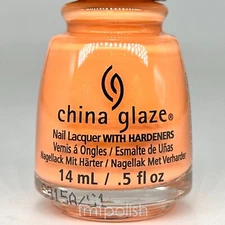 china glaze®
Nail Lacquer WITH HARDENERS
Vernis à Ongles / Esmalte de Uñas
Nagellack Mit Härter / Nagellak Met Verharder
14 mL / .5 fl oz